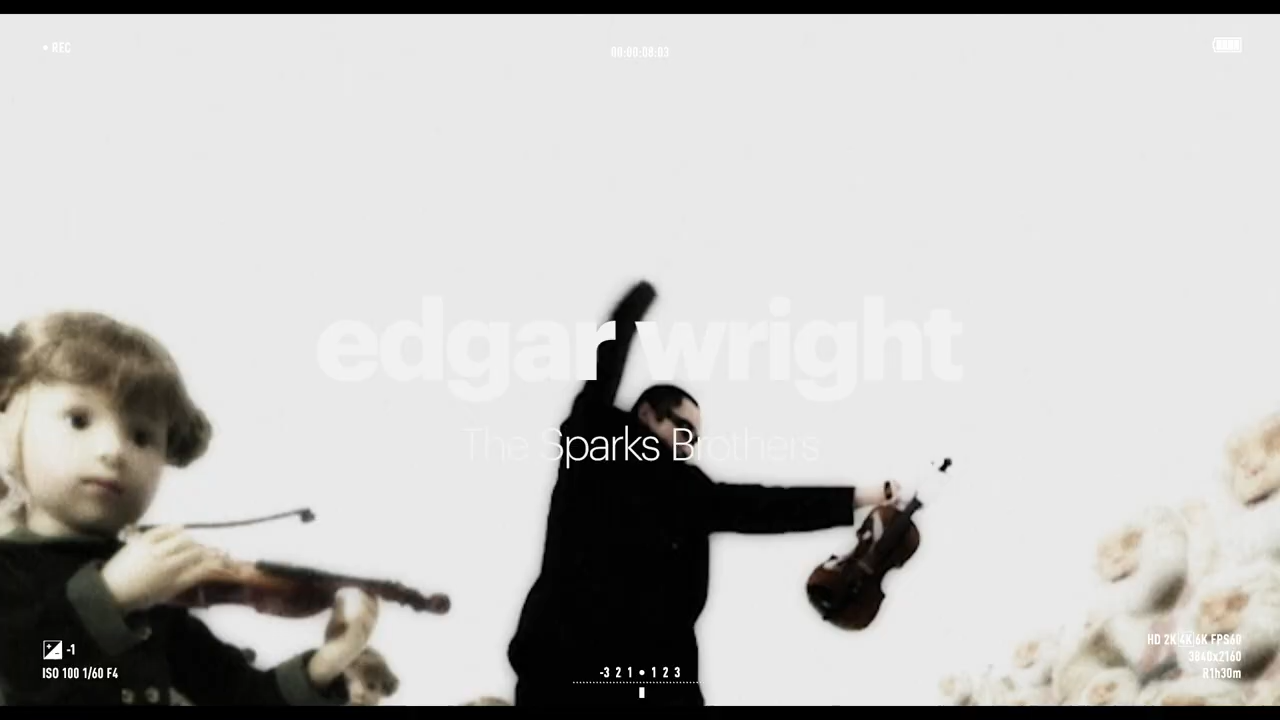 REC
00:00:08:03
edgar wright
The Sparks Brothers
-1
ISO 100 1/60 F4
-3 2 1 • 1 2 3
HD 2K 4K 6K FPS60
3840x2160
R1h30m